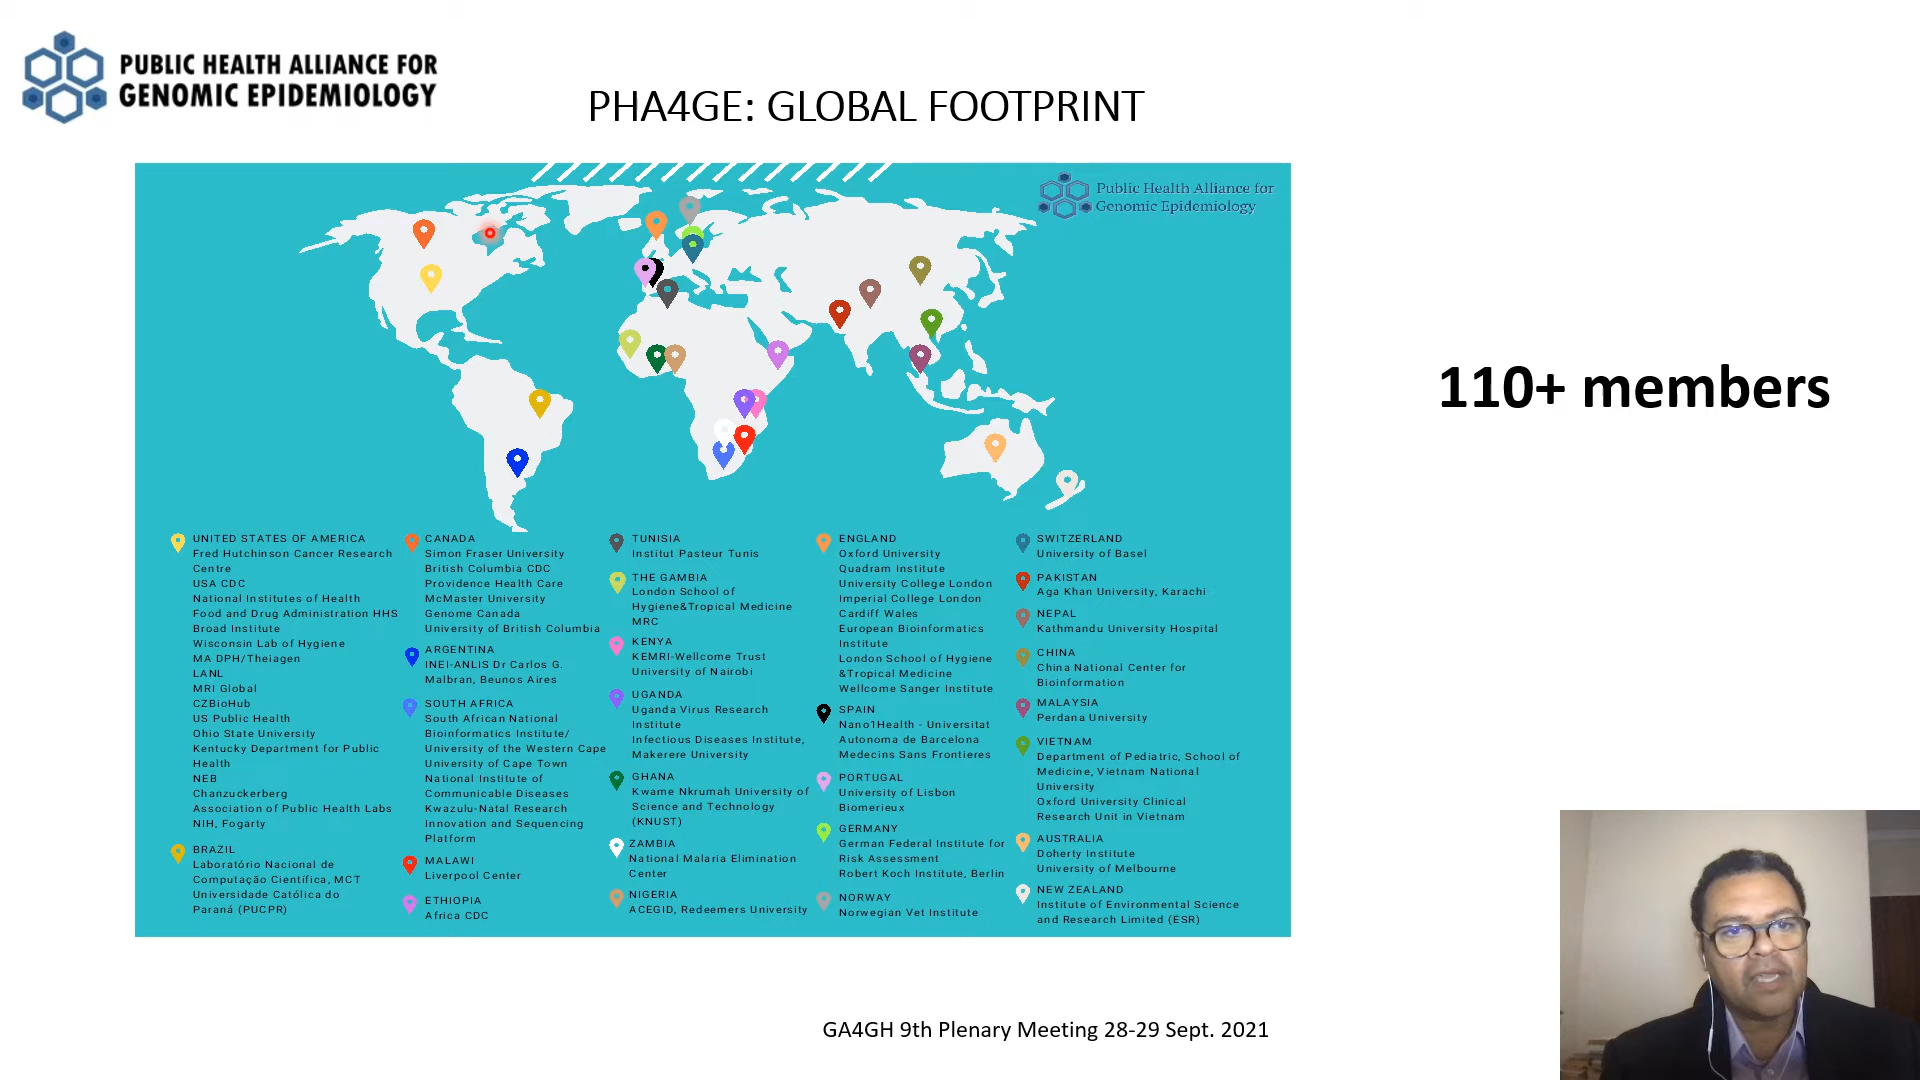 PUBLIC HEALTH ALLIANCE FOR
GENOMIC EPIDEMIOLOGY
PHA4GE: GLOBAL FOOTPRINT
Public Health Alliance for
Genomic Epidemiology
110+ members
UNITED STATES OF AMERICA
Fred Hutchinson Cancer Research
Centre
USA CDC
National Institutes of Health
Food and Drug Administration HHS
Broad Institute
Wisconsin Lab of Hygiene
MA DPH/Theiagen
LANL
MRI Global
CZBioHub
US Public Health
Ohio State University
Kentucky Department for Public
Health
NEB
Chanzuckerberg
Association of Public Health Labs
NIH, Fogarty
BRAZIL
Laboratório Nacional de
Computação Científica, MCT
Universidade Católica do
Paraná (PUCPR)
CANADA
Simon Fraser University
British Columbia CDC
Providence Health Care
McMaster University
Genome Canada
University of British Columbia
ARGENTINA
INEI-ANLIS Dr Carlos G.
Malbran, Beunos Aires
SOUTH AFRICA
South African National
Bioinformatics Institute/
University of the Western Cape
University of Cape Town
National Institute of
Communicable Diseases
Kwazulu-Natal Research
Innovation and Sequencing
Platform
MALAWI
Liverpool Center
ETHIOPIA
Africa CDC
TUNISIA
Institut Pasteur Tunis
THE GAMBIA
London School of
Hygiene&Tropical Medicine
MRC
KENYA
KEMRI-Wellcome Trust
University of Nairobi
UGANDA
Uganda Virus Research
Institute
Infectious Diseases Institute,
Makerere University
GHANA
Kwame Nkrumah University of
Science and Technology
(KNUST)
ZAMBIA
National Malaria Elimination
Center
NIGERIA
ACEGID, Redeemers University
ENGLAND
Oxford University
Quadram Institute
University College London
Imperial College London
Cardiff Wales
European Bioinformatics
Institute
London School of Hygiene
&Tropical Medicine
Wellcome Sanger Institute
SPAIN
Nano1Health - Universitat
Autonoma de Barcelona
Medecins Sans Frontieres
PORTUGAL
University of Lisbon
Biomerieux
GERMANY
German Federal Institute for
Risk Assessment
Robert Koch Institute, Berlin
NORWAY
Norwegian Vet Institute
SWITZERLAND
University of Basel
PAKISTAN
Aga Khan University, Karachi
NEPAL
Kathmandu University Hospital
CHINA
China National Center for
Bioinformation
MALAYSIA
Perdana University
VIETNAM
Department of Pediatric, School of
Medicine, Vietnam National
University
Oxford University Clinical
Research Unit in Vietnam
AUSTRALIA
Doherty Institute
University of Melbourne
NEW ZEALAND
Institute of Environmental Science
and Research Limited (ESR)
GA4GH 9th Plenary Meeting 28-29 Sept. 2021